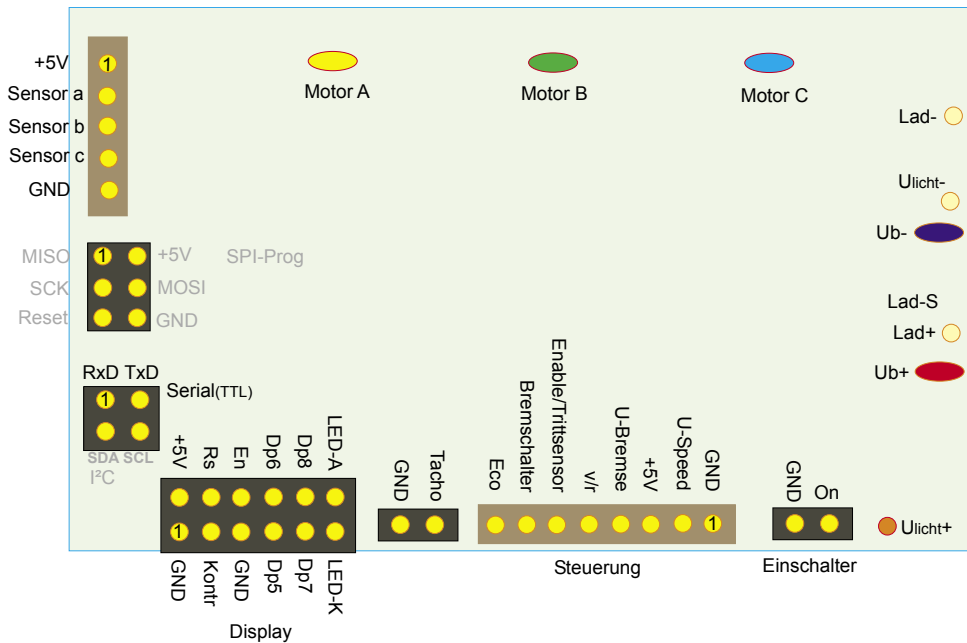 +5V
1
Sensor a
Sensor b
Sensor c
GND
Motor A
Motor B
Motor C
Lad-
Ulicht-
Ub-
Lad-S
Lad+
Ub+
MISO
1
+5V
SPI-Prog
SCK
MOSI
Reset
GND
RxD TxD
1
Serial(TTL)
SDA SCL
I²C
+5V
Rs
En
Dp6
Dp8
LED-A
1
GND
Kontr
GND
Dp5
Dp7
LED-K
Display
GND
Tacho
Eco
Bremschalter
Enable/Trittsensor
v/r
U-Bremse
+5V
U-Speed
GND
1
Steuerung
GND
On
Einschalter
Ulicht+